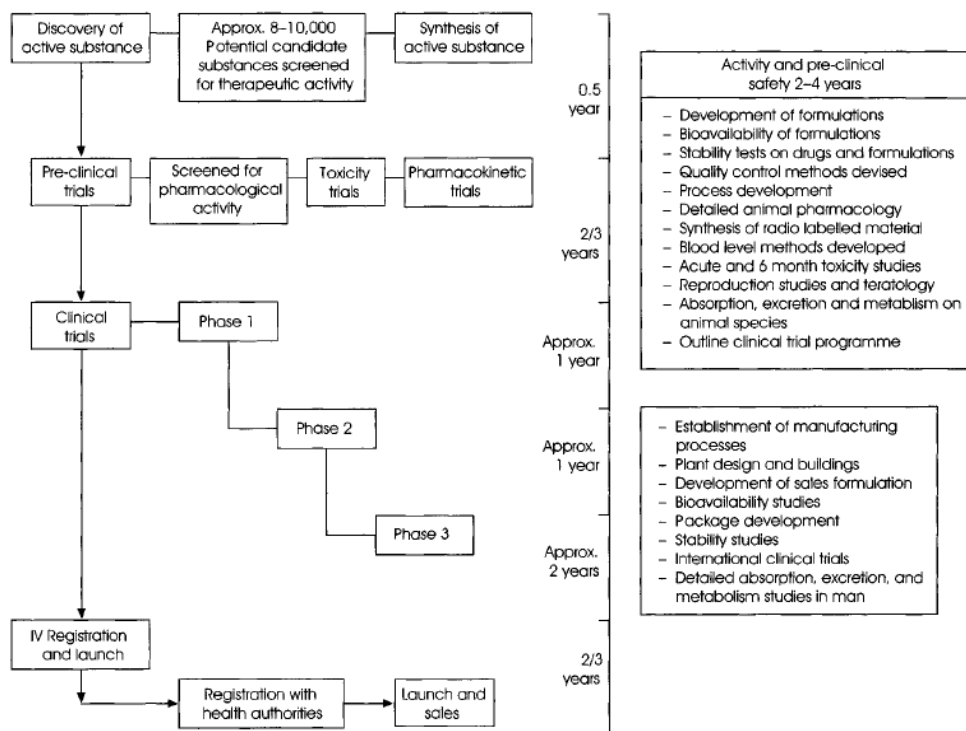 Discovery of
active substance
Approx. 8–10,000
Potential candidate
substances screened
for therapeutic activity
Synthesis of
active substance
0.5
year
Pre-clinical
trials
Screened for
pharmacological
activity
Toxicity
trials
Pharmacokinetic
trials
2/3
years
Clinical
trials
Phase 1
Approx.
1 year
Phase 2
Approx.
1 year
Phase 3
Approx.
2 years
IV Registration
and launch
2/3
years
Registration with
health authorities
Launch and
sales
Activity and pre-clinical
safety 2–4 years
– Development of formulations
– Bioavailability of formulations
– Stability tests on drugs and formulations
– Quality control methods devised
– Process development
– Detailed animal pharmacology
– Synthesis of radio labelled material
– Blood level methods developed
– Acute and 6 month toxicity studies
– Reproduction studies and teratology
– Absorption, excretion and metablism on
animal species
– Outline clinical trial programme
– Establishment of manufacturing
processes
– Plant design and buildings
– Development of sales formulation
– Bioavailability studies
– Package development
– Stability studies
– International clinical trials
– Detailed absorption, excretion, and
metabolism studies in man